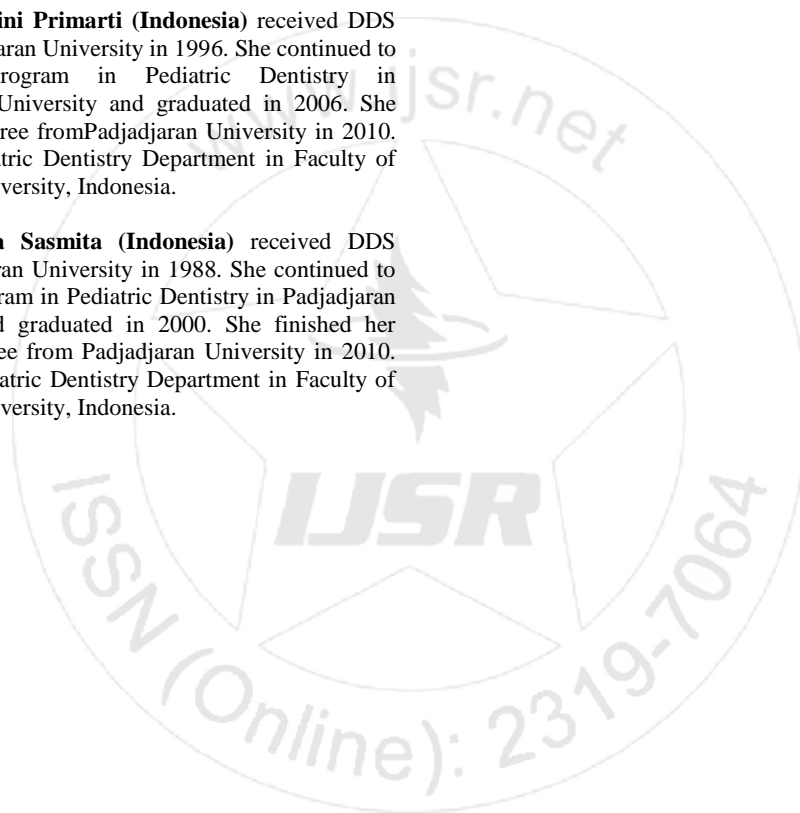 ini Primarti (Indonesia) received DDS
aran University in 1996. She continued to
rogram in Pediatric Dentistry in
University and graduated in 2006. She
ree fromPadjadjaran University in 2010.
tric Dentistry Department in Faculty of
versity, Indonesia.
a Sasmita (Indonesia) received DDS
ran University in 1988. She continued to
ram in Pediatric Dentistry in Padjadjaran
d graduated in 2000. She finished her
ee from Padjadjaran University in 2010.
atric Dentistry Department in Faculty of
versity, Indonesia.
www.ijsr.net
IJSR
ISSN (Online): 2319-7064